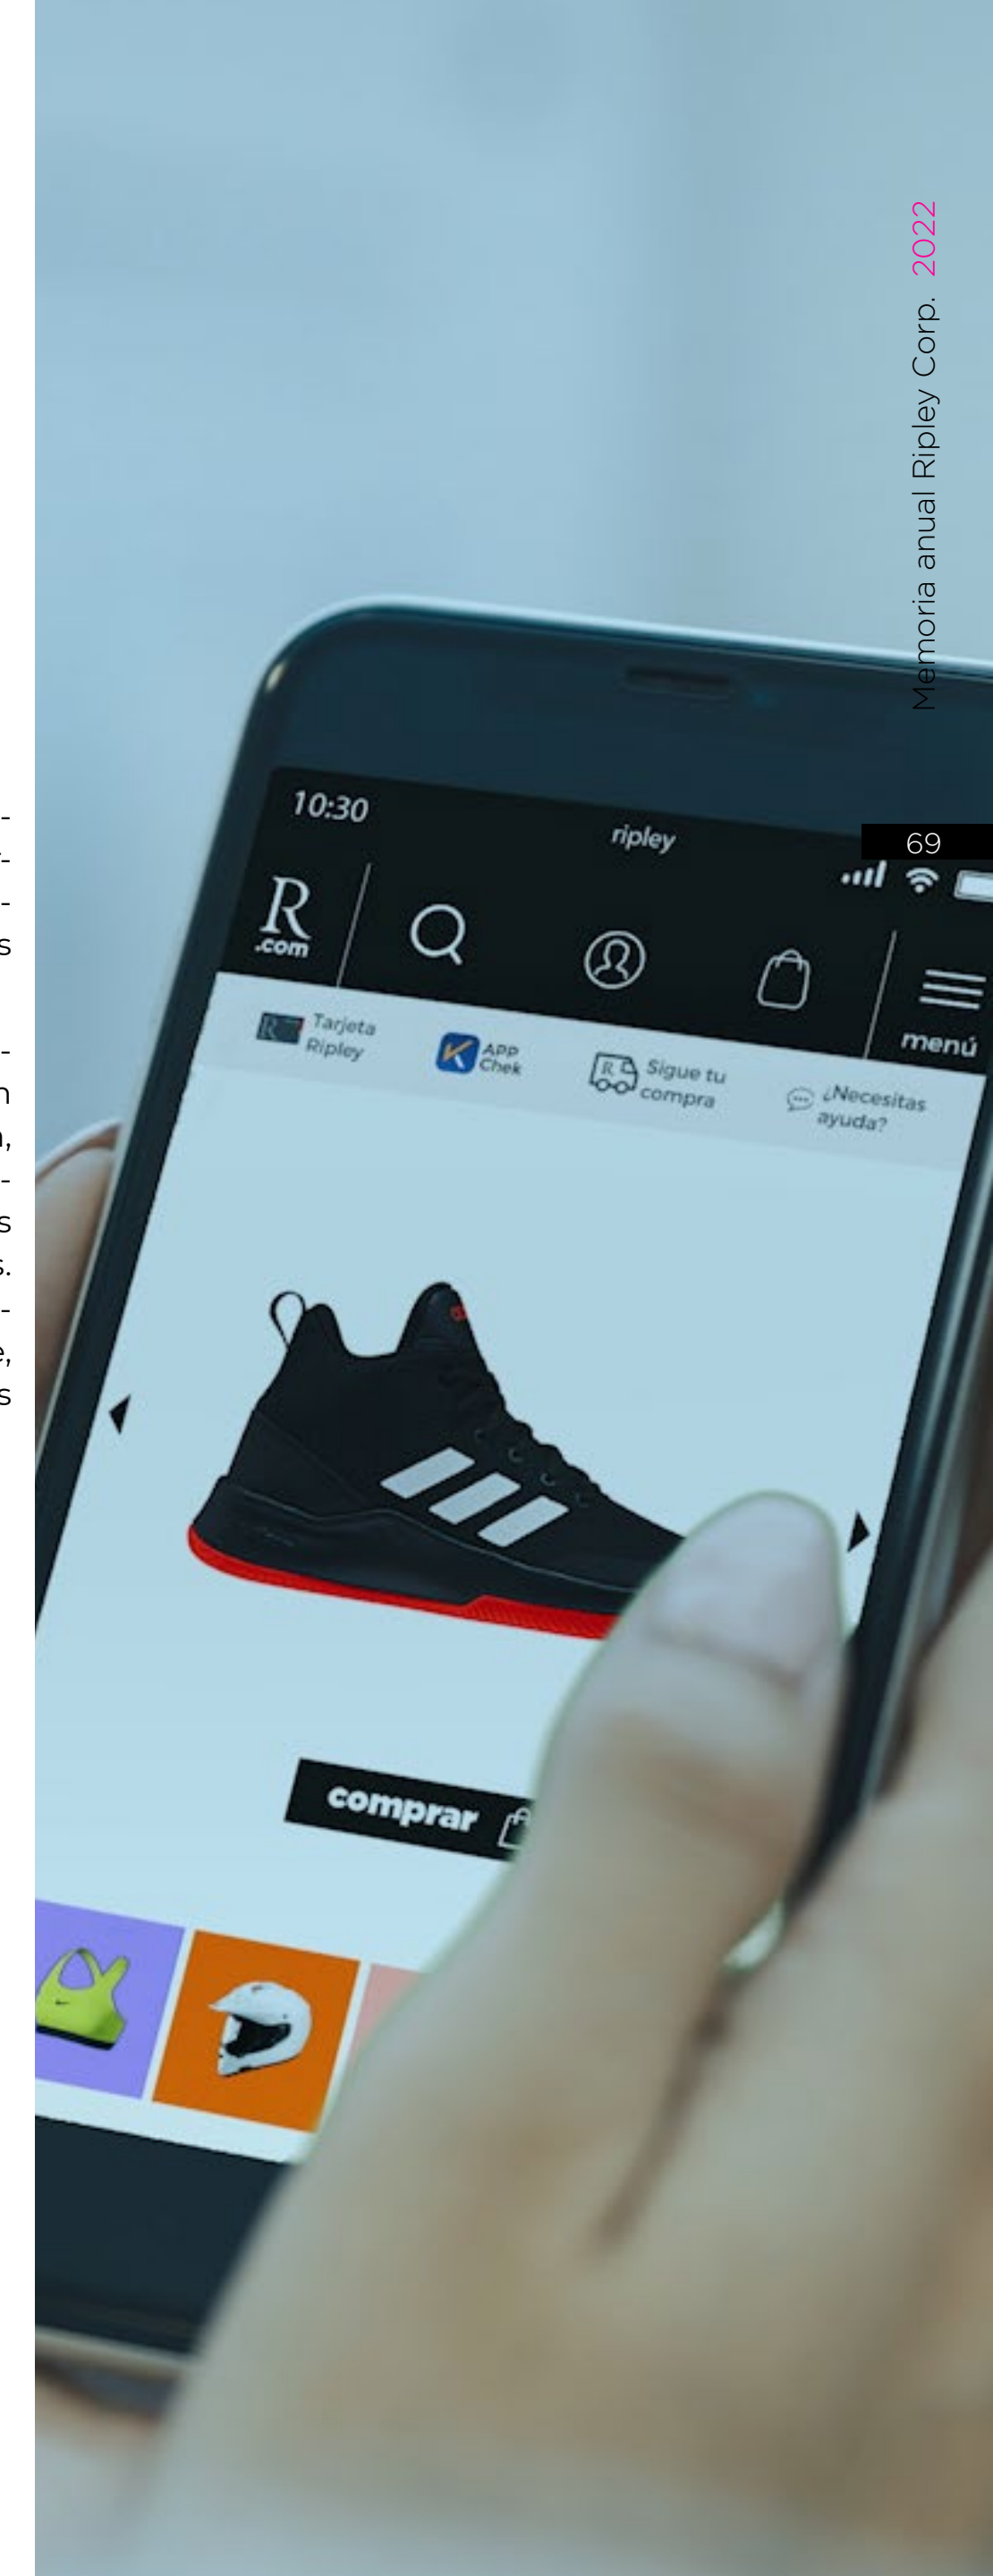 Memoria anual Ripley Corp. 2022
69
10:30
ripley
R
.com
menú
Tarjeta
Ripley
APP
Chek
Sigue tu
compra
¿Necesitas
ayuda?
comprar